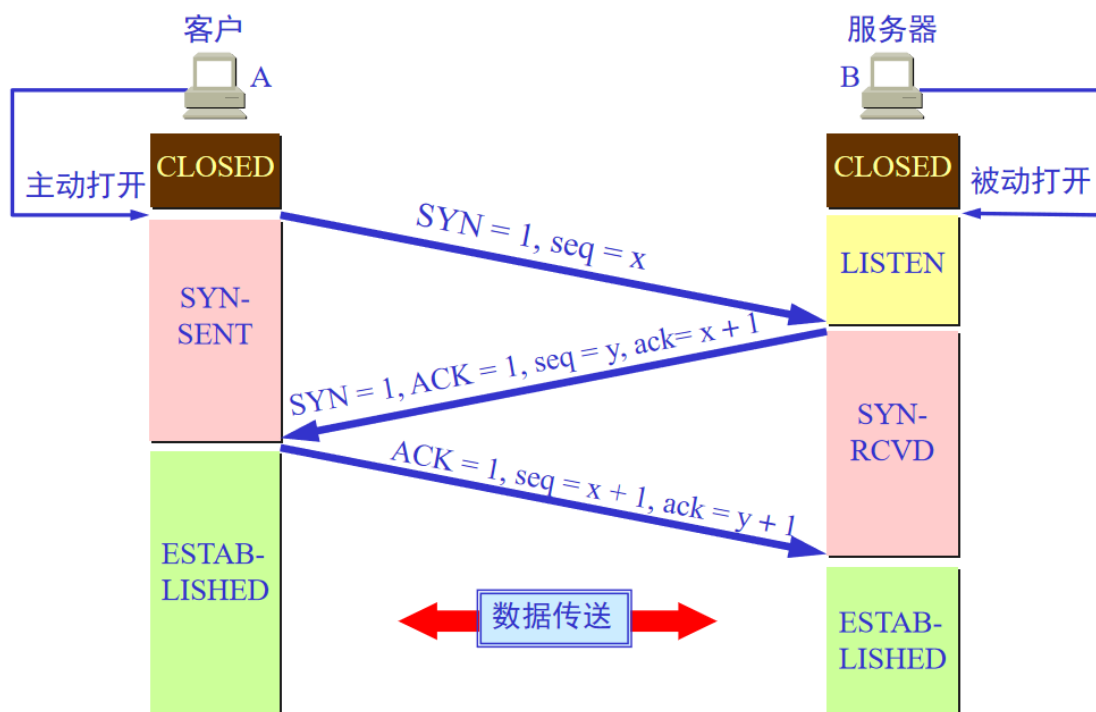 客户
服务器
A
B
CLOSED
CLOSED
主动打开
被动打开
SYN = 1, seq = x
LISTEN
SYN-
SENT
SYN = 1, ACK = 1, seq = y, ack= x + 1
SYN-
RCVD
ACK = 1, seq = x + 1, ack = y + 1
ESTAB-
LISHED
数据传送
ESTAB-
LISHED